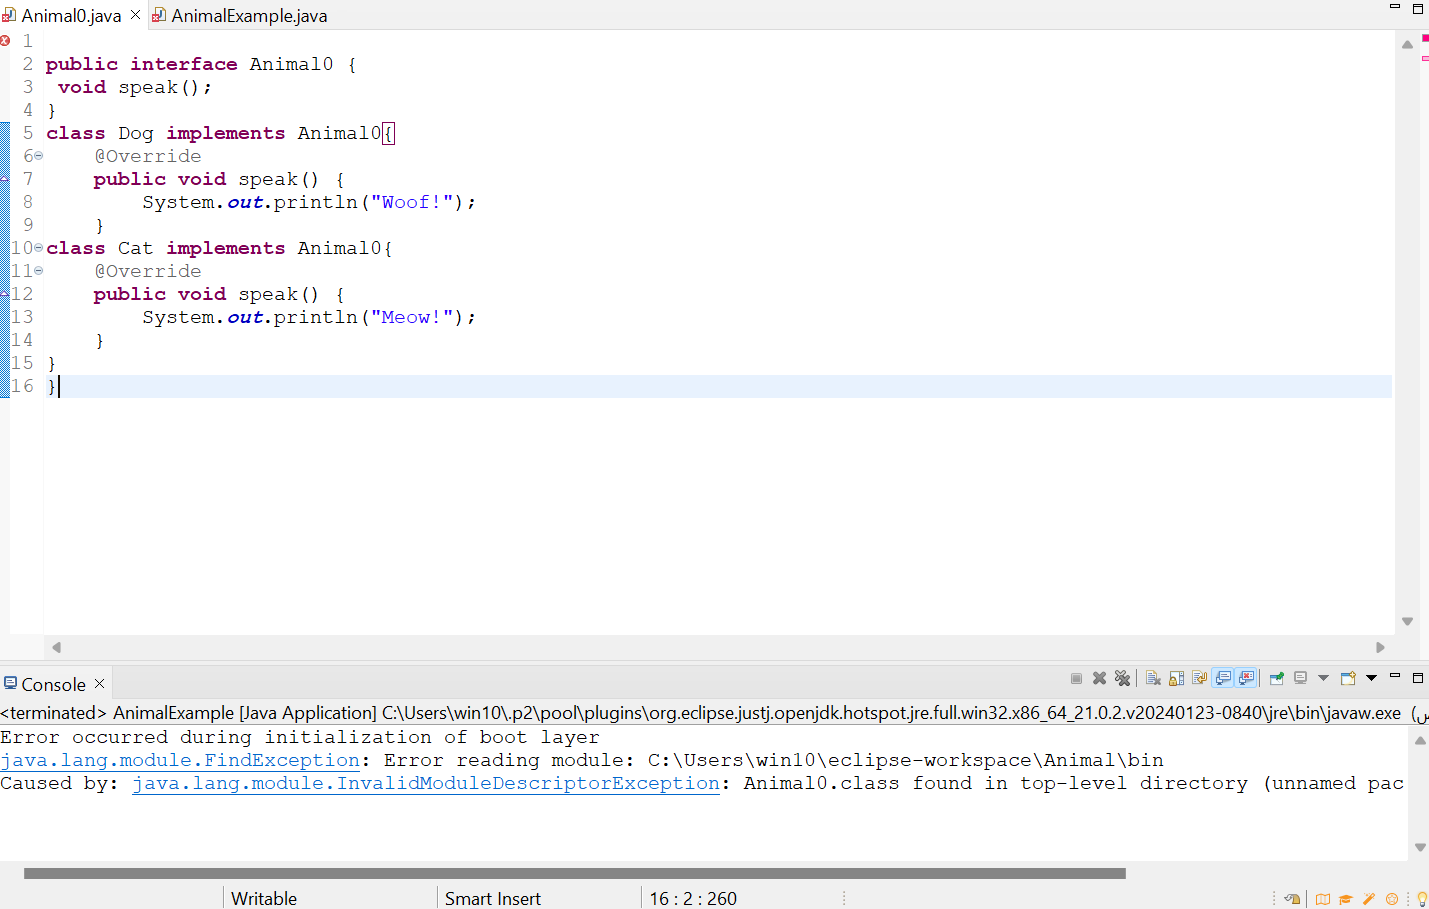 Animal0.java AnimalExample.java
1
2 public interface Animal0 {
3 void speak();
4 }
5 class Dog implements Animal0{
6 @Override
7 public void speak() {
8 System.out.println("Woof!");
9 }
10 class Cat implements Animal0{
11 @Override
12 public void speak() {
13 System.out.println("Meow!");
14 }
15 }
16 }
Console
<terminated> AnimalExample [Java Application] C:\Users\win10\.p2\pool\plugins\org.eclipse.justj.openjdk.hotspot.jre.full.win32.x86_64_21.0.2.v20240123-0840\jre\bin\javaw.exe (
Error occurred during initialization of boot layer
java.lang.module.FindException: Error reading module: C:\Users\win10\eclipse-workspace\Animal\bin
Caused by: java.lang.module.InvalidModuleDescriptorException: Animal0.class found in top-level directory (unnamed pac
Writable Smart Insert 16 : 2 : 260